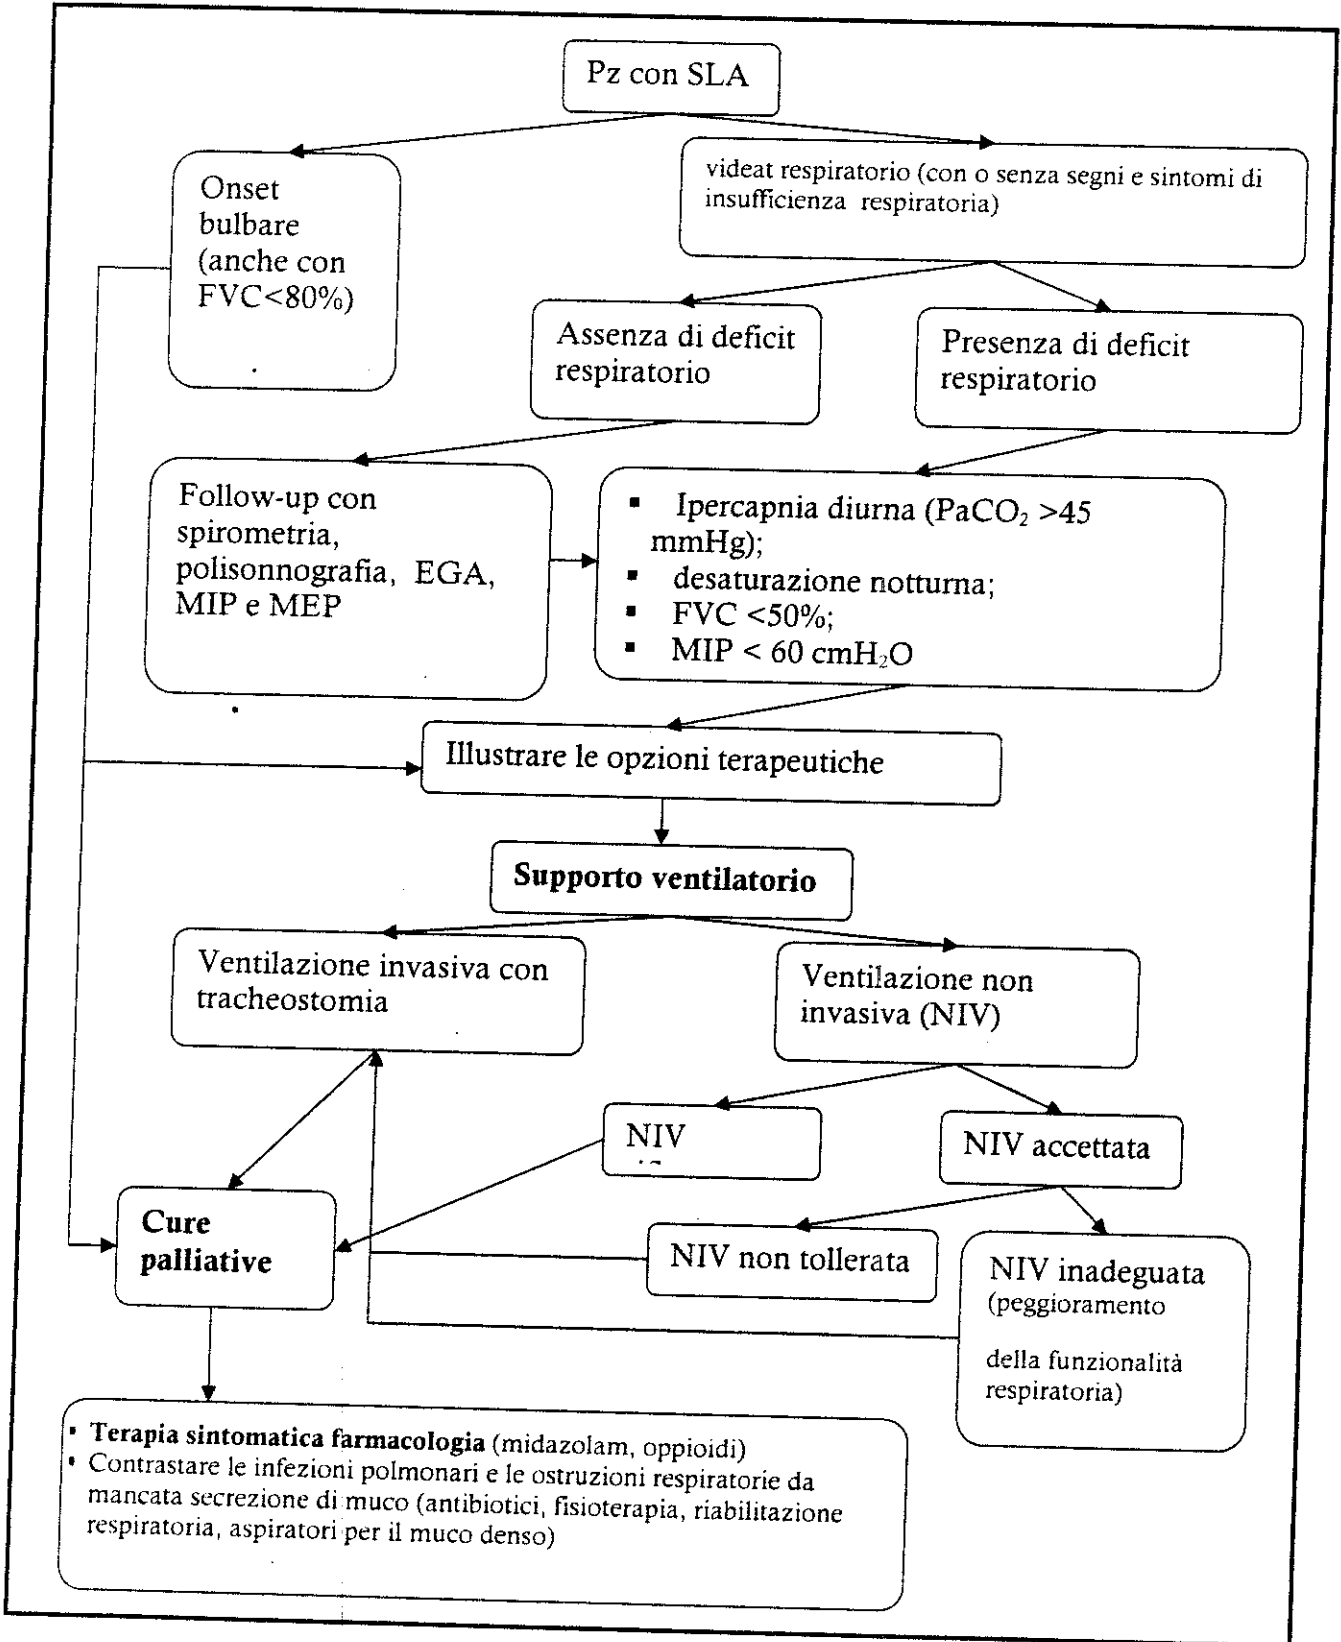 Pz con SLA
Onset
bulbare
(anche con
FVC<80%)
videat respiratorio (con o senza segni e sintomi di
insufficienza respiratoria)
Assenza di deficit
respiratorio
Presenza di deficit
respiratorio
Follow-up con
spirometria,
polisonnografia, EGA,
MIP e MEP
▪ Ipercapnia diurna (PaCO₂ >45
mmHg);
▪ desaturazione notturna;
▪ FVC <50%;
▪ MIP < 60 cmH₂O
Illustrare le opzioni terapeutiche
Supporto ventilatorio
Ventilazione invasiva con
tracheostomia
Ventilazione non
invasiva (NIV)
NIV
NIV accettata
Cure
palliative
NIV non tollerata
NIV inadeguata
(peggioramento
della funzionalità
respiratoria)
▪ Terapia sintomatica farmacologia (midazolam, oppioidi)
▪ Contrastare le infezioni polmonari e le ostruzioni respiratorie da
mancata secrezione di muco (antibiotici, fisioterapia, riabilitazione
respiratoria, aspiratori per il muco denso)